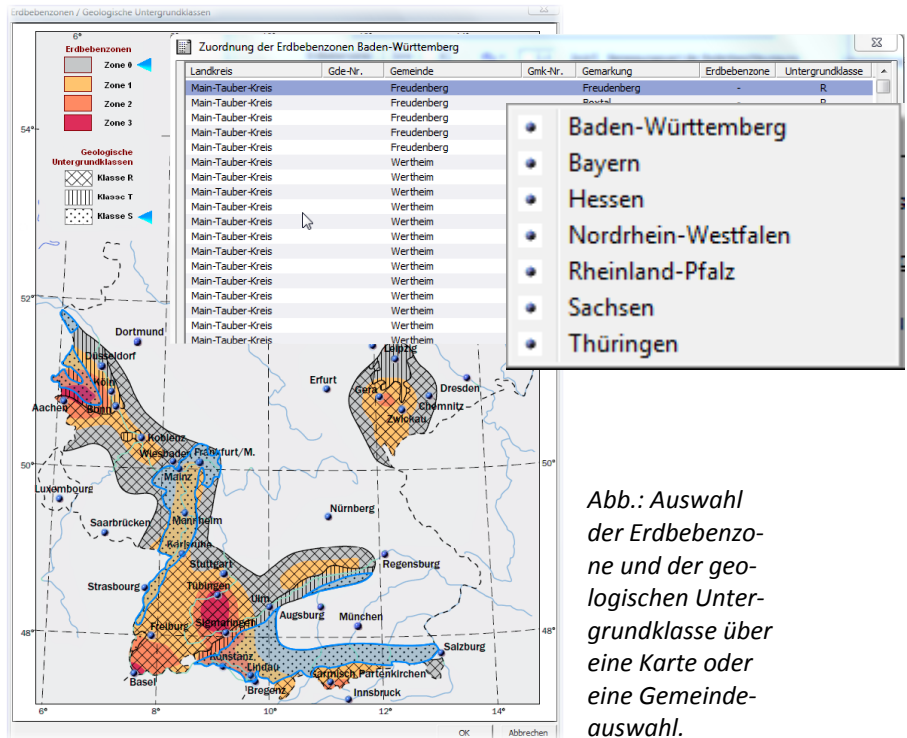 Erdbebenzonen / Geologische Untergrundklassen
6°
Erdbebenzonen
Zone 0
Zone 1
Zone 2
Zone 3
54°
Geologische
Untergrundklassen
Klasse R
Klasse T
Klasse S
52°
Zuordnung der Erdbebenzonen Baden-Württemberg
Landkreis Gde-Nr. Gemeinde Gmk-Nr. Gemarkung Erdbebenzone Untergrundklasse
Main-Tauber-Kreis Freudenberg Freudenberg - R
Main-Tauber-Kreis Freudenberg Boxtal - R
Main-Tauber-Kreis Freudenberg
Main-Tauber-Kreis Freudenberg
Main-Tauber-Kreis Freudenberg
Main-Tauber-Kreis Wertheim
Main-Tauber-Kreis Wertheim
Main-Tauber-Kreis Wertheim
Main-Tauber-Kreis Wertheim
Main-Tauber-Kreis Wertheim
Main-Tauber-Kreis Wertheim
Main-Tauber-Kreis Wertheim
Main-Tauber-Kreis Wertheim
Main-Tauber-Kreis Wertheim
Main-Tauber-Kreis Wertheim
Main-Tauber-Kreis Wertheim
Main-Tauber-Kreis Wertheim
Main-Tauber-Kreis Wertheim
Baden-Württemberg
Bayern
Hessen
Nordrhein-Westfalen
Rheinland-Pfalz
Sachsen
Thüringen
Dortmund
Düsseldorf
Köln
Aachen
Bonn
Leipzig
Erfurt
Gera
Dresden
Chemnitz
Zwickau
Koblenz
Wiesbaden
Frankfurt/M.
50°
50°
Mainz
Luxembourg
Nürnberg
Saarbrücken
Mannheim
Karlsruhe
Stuttgart
Regensburg
Strasbourg
Tübingen
Ulm
Augsburg
München
Freiburg
Sigmaringen
48°
48°
Salzburg
Konstanz
Lindau
Garmisch Partenkirchen
Basel
Bregenz
Innsbruck
6°
8°
10°
12°
14°
OK
Abbrechen
Abb.: Auswahl
der Erdbebenzo-
ne und der geo-
logischen Unter-
grundklasse über
eine Karte oder
eine Gemeinde-
auswahl.